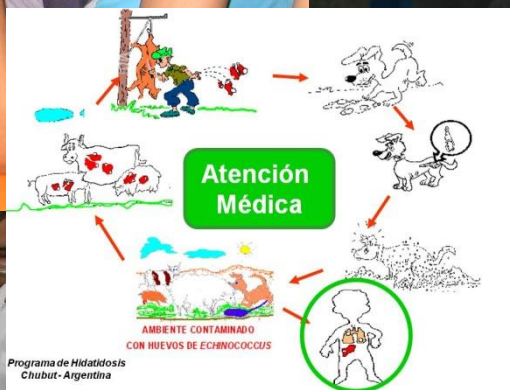 Atención
Médica
AMBIENTE CONTAMINADO
CON HUEVOS DE ECHINOCOCCUS
Programa de Hidatidosis
Chubut - Argentina